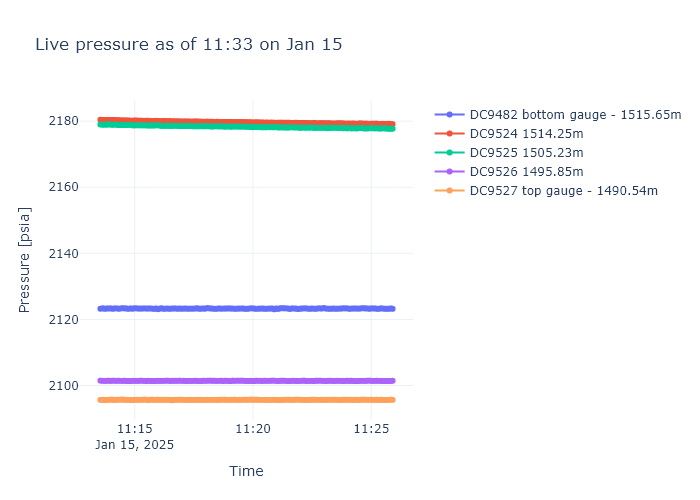 Live pressure as of 11:33 on Jan 15
DC9482 bottom gauge - 1515.65m
DC9524 1514.25m
DC9525 1505.23m
DC9526 1495.85m
DC9527 top gauge - 1490.54m
Pressure [psia]
2180
2160
2140
2120
2100
11:15
11:20
11:25
Jan 15, 2025
Time